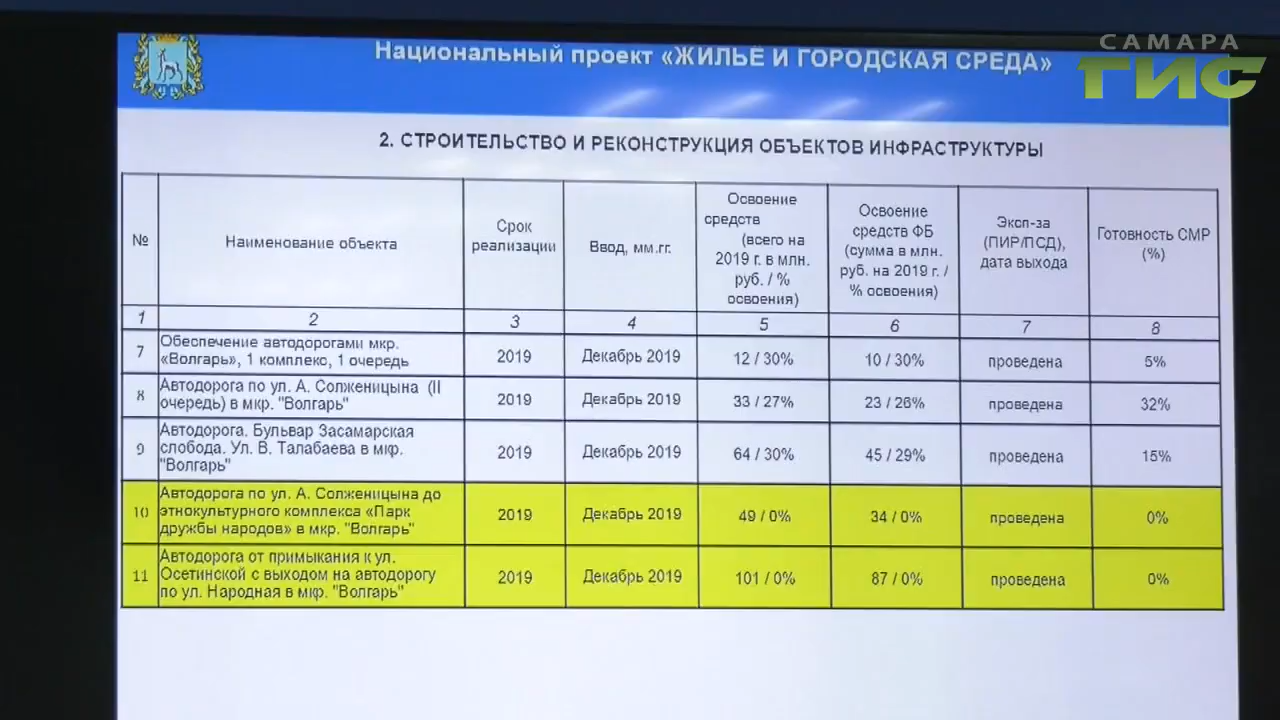 Национальный проект «ЖИЛЬЁ И ГОРОДСКАЯ СРЕДА»
САМАРА
ГИС
2. СТРОИТЕЛЬСТВО И РЕКОНСТРУКЦИЯ ОБЪЕКТОВ ИНФРАСТРУКТУРЫ
№
Наименование объекта
Срок
реализации
Ввод, мм.гг.
Освоение
средств
(всего на
2019 г. в млн.
руб. / %
освоения)
Освоение
средств ФБ
(сумма в млн.
руб. на 2019 г. /
% освоения)
Эксп-за
(ПИР/ПСД),
дата выхода
Готовность СМР
(%)
1 2 3 4 5 6 7 8
7
Обеспечение автодорогами мкр.
«Волгарь», 1 комплекс, 1 очередь
2019 Декабрь 2019 12 / 30% 10 / 30% проведена 5%
8
Автодорога по ул. А. Солженицына (II
очередь) в мкр. "Волгарь"
2019 Декабрь 2019 33 / 27% 23 / 26% проведена 32%
9
Автодорога. Бульвар Засамарская
слобода. Ул. В. Талабаева в мкр.
"Волгарь"
2019 Декабрь 2019 64 / 30% 45 / 29% проведена 15%
10
Автодорога по ул. А. Солженицына до
этнокультурного комплекса «Парк
дружбы народов» в мкр. "Волгарь"
2019 Декабрь 2019 49 / 0% 34 / 0% проведена 0%
11
Автодорога от примыкания к ул.
Осетинской с выходом на автодорогу
по ул. Народная в мкр. "Волгарь"
2019 Декабрь 2019 101 / 0% 87 / 0% проведена 0%